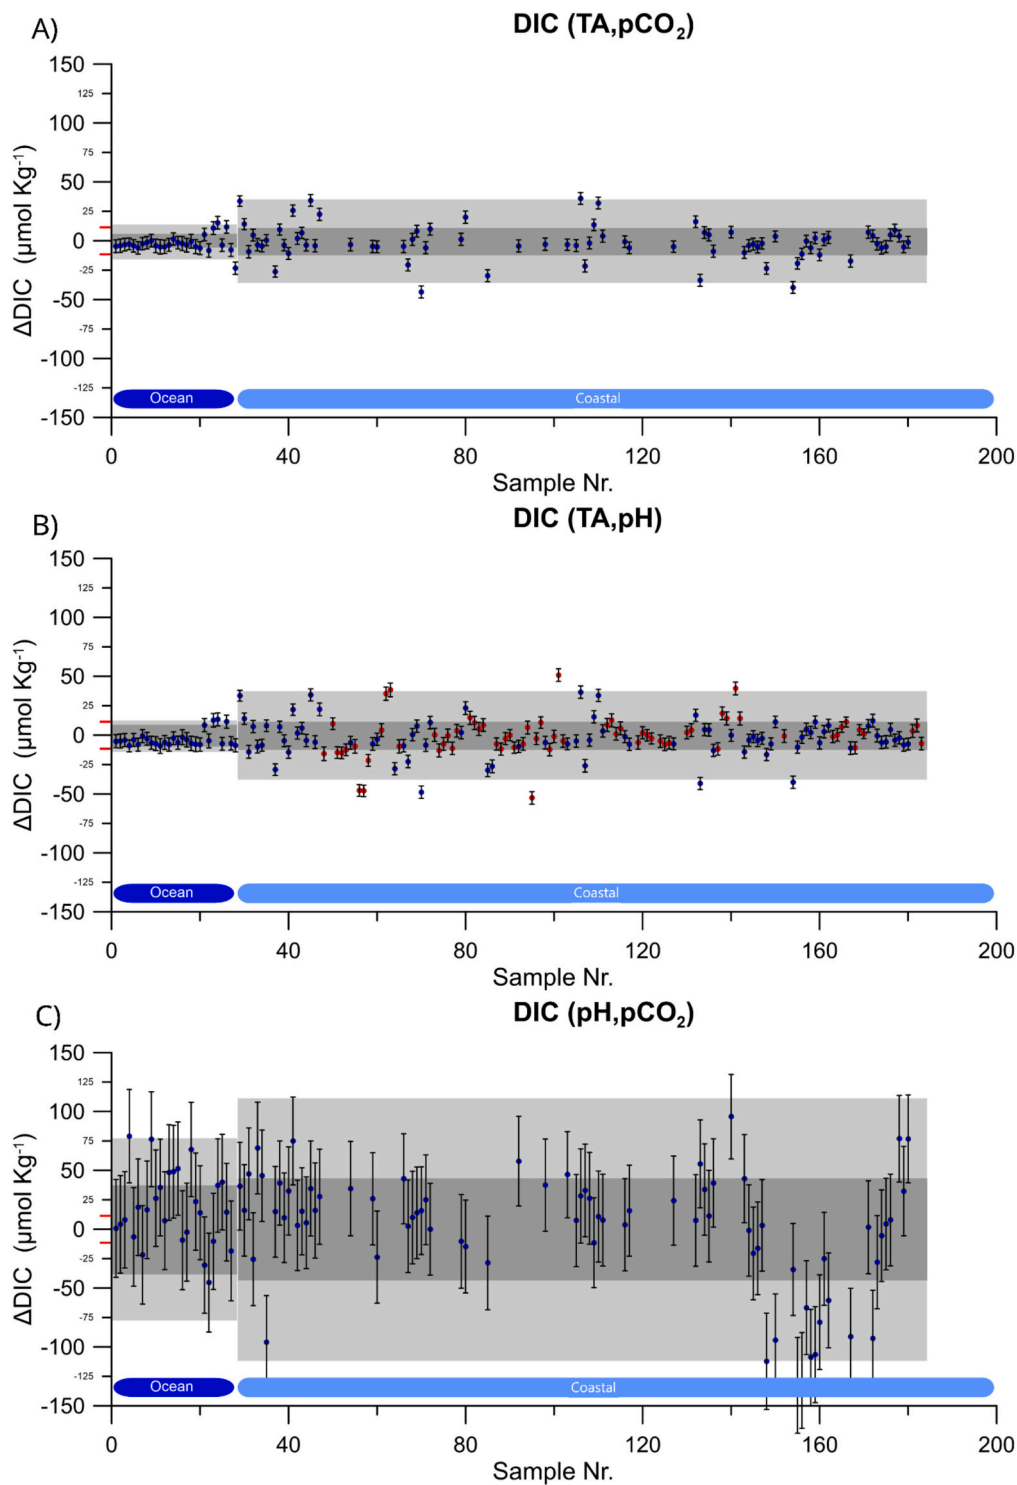 A)
DIC (TA,pCO₂)
150
100
75
50
25
0
-25
-50
-75
-100
-125
-150
ΔDIC (μmol Kg⁻¹)
Ocean
Coastal
0 40 80 120 160 200
Sample Nr.
B)
DIC (TA,pH)
150
125
100
75
50
25
0
-25
-50
-75
-100
-125
-150
ΔDIC (μmol Kg⁻¹)
Ocean
Coastal
0 40 80 120 160 200
Sample Nr.
C)
DIC (pH,pCO₂)
150
125
100
75
50
25
0
-25
-50
-75
-100
-125
-150
ΔDIC (μmol Kg⁻¹)
Ocean
Coastal
0 40 80 120 160 200
Sample Nr.